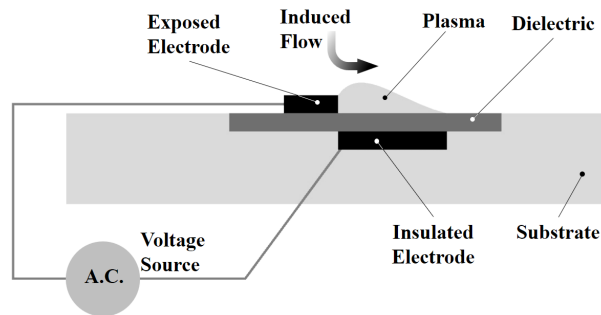 Exposed
Electrode
Induced
Flow
Plasma
Dielectric
A.C.
Voltage
Source
Insulated
Electrode
Substrate